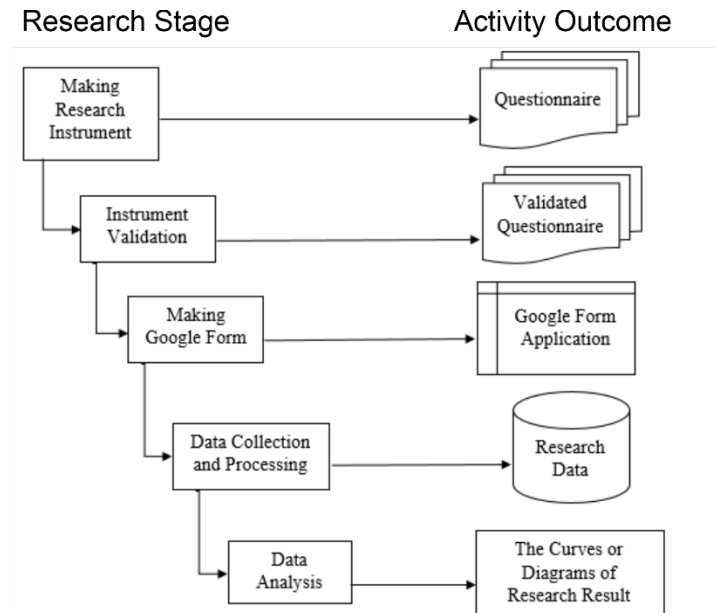 Research Stage
Activity Outcome
Making
Research
Instrument
Questionnaire
Instrument
Validation
Validated
Questionnaire
Making
Google Form
Google Form
Application
Data Collection
and Processing
Research
Data
Data
Analysis
The Curves or
Diagrams of
Research Result